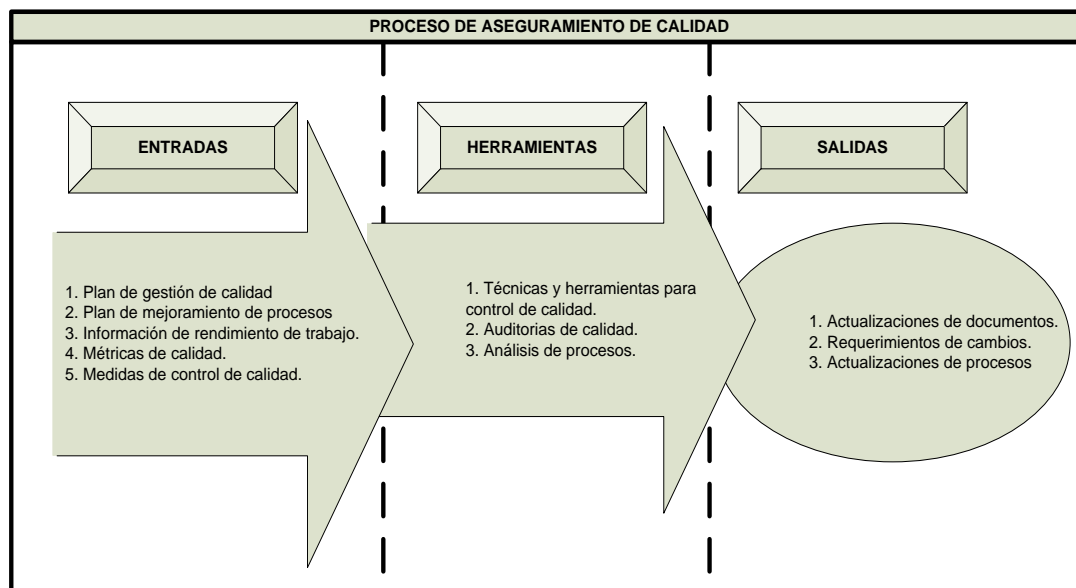 PROCESO DE ASEGURAMIENTO DE CALIDAD
ENTRADAS
1. Plan de gestión de calidad
2. Plan de mejoramiento de procesos
3. Información de rendimiento de trabajo.
4. Métricas de calidad.
5. Medidas de control de calidad.
HERRAMIENTAS
1. Técnicas y herramientas para
control de calidad.
2. Auditorias de calidad.
3. Análisis de procesos.
SALIDAS
1. Actualizaciones de documentos.
2. Requerimientos de cambios.
3. Actualizaciones de procesos